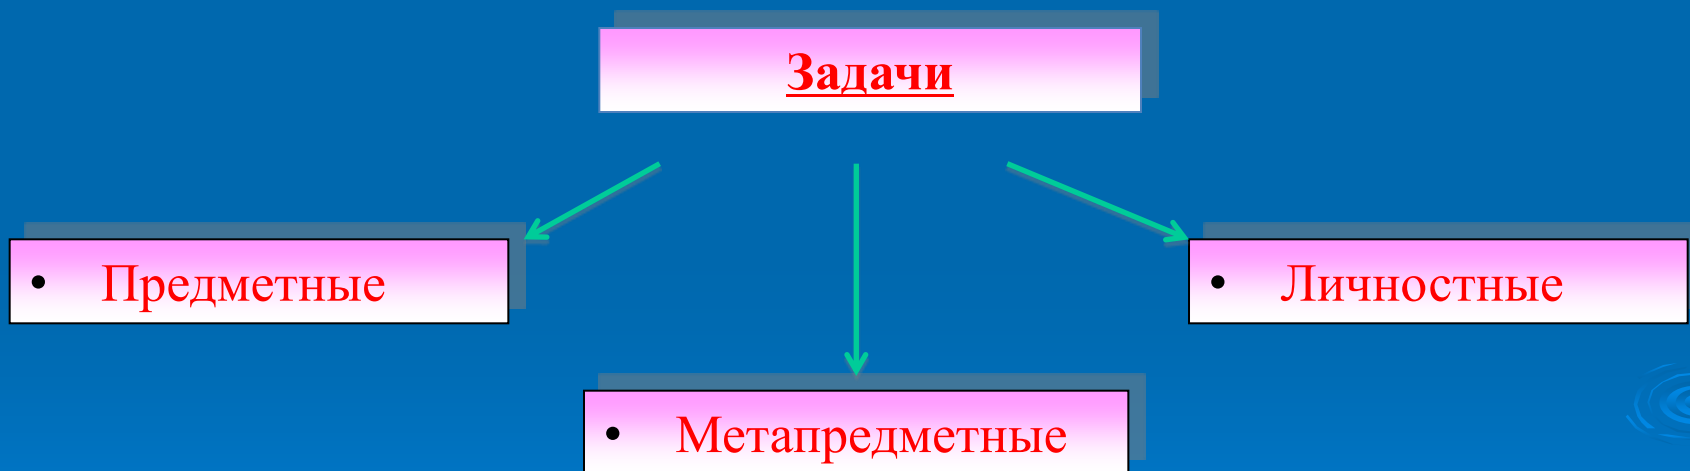 Задачи
• Предметные
• Личностные
• Метапредметные